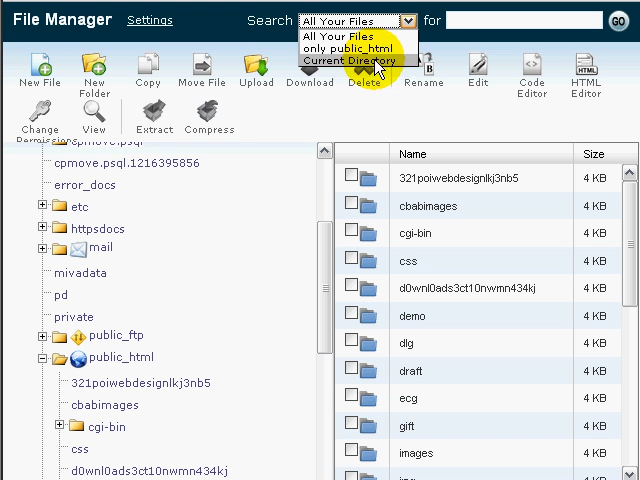 File Manager Settings Search All Your Files for GO
All Your Files
only public_html
Current Directory
New File New Folder Copy Move File Upload Download Delete Rename Edit Code Editor HTML Editor
Change Permissions View Extract Compress
cpmove.psql
cpmove.psql.1216395856
error_docs
etc
httpsdocs
mail
mivadata
pd
private
public_ftp
public_html
321poiwebdesignlkj3nb5
cbabimages
cgi-bin
css
d0wnl0ads3ct10nwmn434kj
Name Size
321poiwebdesignlkj3nb5 4 KB
cbabimages 4 KB
cgi-bin 4 KB
css 4 KB
d0wnl0ads3ct10nwmn434kj 4 KB
demo 4 KB
dlg 4 KB
draft 4 KB
ecg 4 KB
gift 4 KB
images 4 KB